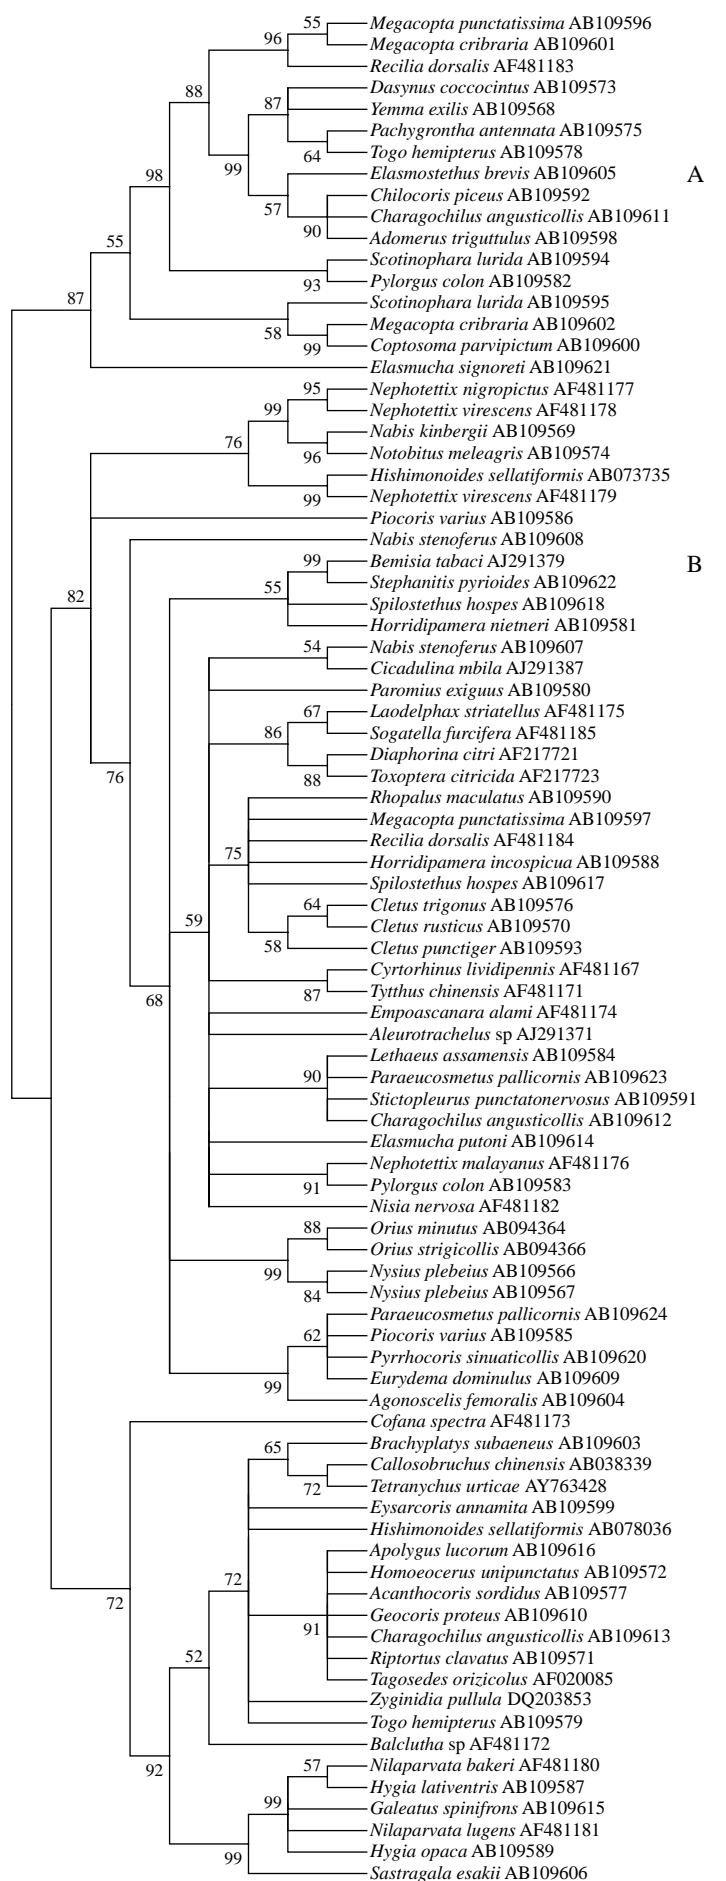 55
Megacopta punctatissima AB109596
96
Megacopta cribraria AB109601
Recilia dorsalis AF481183
88
Dasynus coccocintus AB109573
87
Yemma exilis AB109568
Pachygrontha antennata AB109575
64
Togo hemipterus AB109578
98
99
Elasmostethus brevis AB109605
A
Chilocoris piceus AB109592
57
Charagochilus angusticollis AB109611
90
Adomerus triguttulus AB109598
55
Scotinophara lurida AB109594
93
Pylorgus colon AB109582
87
Scotinophara lurida AB109595
58
Megacopta cribraria AB109602
99
Coptosoma parvipictum AB109600
Elasmucha signoreti AB109621
95
Nephotettix nigropictus AF481177
99
Nephotettix virescens AF481178
76
Nabis kinbergii AB109569
96
Notobitus meleagris AB109574
Hishimonoides sellatiformis AB073735
99
Nephotettix virescens AF481179
Piocoris varius AB109586
Nabis stenoferus AB109608
99
Bemisia tabaci AJ291379
B
55
Stephanitis pyrioides AB109622
82
Spilostethus hospes AB109618
Horridipamera nietneri AB109581
54
Nabis stenoferus AB109607
Cicadulina mbila AJ291387
Paromius exiguus AB109580
67
Laodelphax striatellus AF481175
86
Sogatella furcifera AF481185
Diaphorina citri AF217721
76
88
Toxoptera citricida AF217723
Rhopalus maculatus AB109590
Megacopta punctatissima AB109597
Recilia dorsalis AF481184
75
Horridipamera incospicua AB109588
Spilostethus hospes AB109617
64
Cletus trigonus AB109576
59
Cletus rusticus AB109570
58
Cletus punctiger AB109593
Cyrtorhinus lividipennis AF481167
68
87
Tytthus chinensis AF481171
Empoascanara alami AF481174
Aleurotrachelus sp AJ291371
Lethaeus assamensis AB109584
90
Paraeucosmetus pallicornis AB109623
Stictopleurus punctatonervosus AB109591
Charagochilus angusticollis AB109612
Elasmucha putoni AB109614
Nephotettix malayanus AF481176
91
Pylorgus colon AB109583
Nisia nervosa AF481182
88
Orius minutus AB094364
Orius strigicollis AB094366
99
Nysius plebeius AB109566
84
Nysius plebeius AB109567
Paraeucosmetus pallicornis AB109624
62
Piocoris varius AB109585
Pyrrhocoris sinuaticollis AB109620
99
Eurydema dominulus AB109609
Agonoscelis femoralis AB109604
Cofana spectra AF481173
65
Brachyplatys subaeneus AB109603
Callosobruchus chinensis AB038339
72
Tetranychus urticae AY763428
Eysarcoris annamita AB109599
Hishimonoides sellatiformis AB078036
Apolygus lucorum AB109616
72
Homoeocerus unipunctatus AB109572
72
Acanthocoris sordidus AB109577
Geocoris proteus AB109610
91
Charagochilus angusticollis AB109613
52
Riptortus clavatus AB109571
Tagosedes orizicolus AF020085
Zyginidia pullula DQ203853
Togo hemipterus AB109579
Balclutha sp AF481172
92
57
Nilaparvata bakeri AF481180
Hygia lativentris AB109587
99
Galeatus spinifrons AB109615
Nilaparvata lugens AF481181
99
Hygia opaca AB109589
Sastragala esakii AB109606